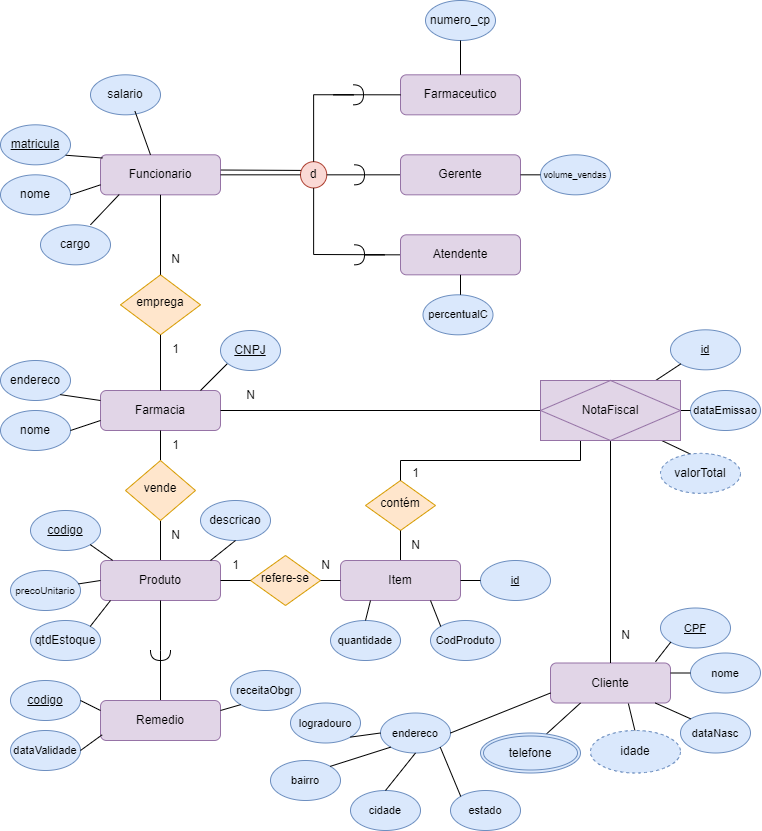 numero_cp
salario
Farmaceutico
matricula
Funcionario
d
Gerente
volume_vendas
nome
cargo
Atendente
N
emprega
percentualC
1
CNPJ
id
endereco
Farmacia
N
NotaFiscal
dataEmissao
nome
1
valorTotal
1
vende
contém
codigo
descricao
N
N
1
N
Produto
refere-se
Item
id
precoUnitario
qtdEstoque
quantidade
CodProduto
N
CPF
nome
Cliente
receitaObgr
codigo
Remedio
logradouro
endereco
dataNasc
dataValidade
telefone
idade
bairro
cidade
estado